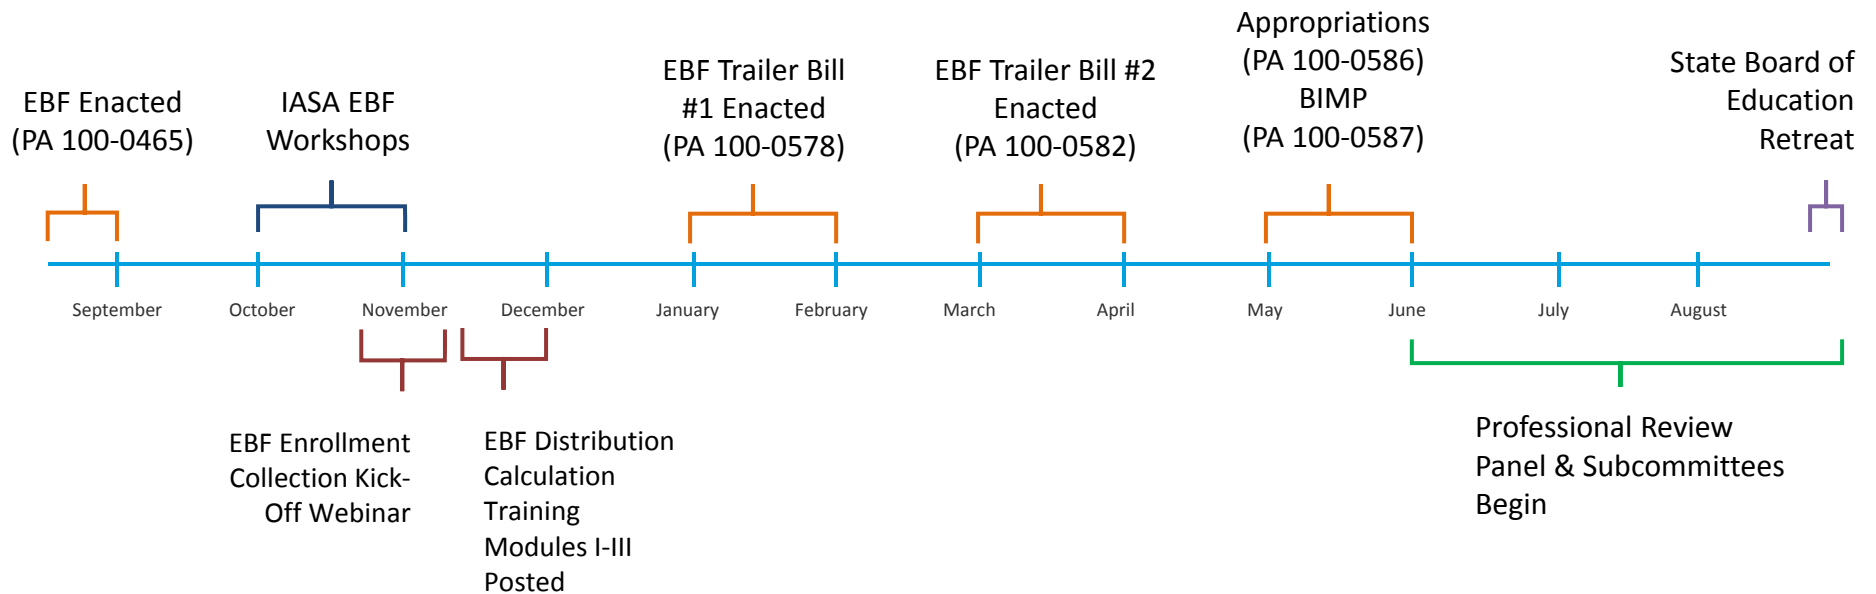 EBF Enacted
(PA 100-0465)
IASA EBF
Workshops
EBF Trailer Bill
#1 Enacted
(PA 100-0578)
EBF Trailer Bill #2
Enacted
(PA 100-0582)
Appropriations
(PA 100-0586)
BIMP
(PA 100-0587)
State Board of
Education
Retreat
September
October
November
December
January
February
March
April
May
June
July
August
EBF Enrollment
Collection Kick-
Off Webinar
EBF Distribution
Calculation
Training
Modules I-III
Posted
Professional Review
Panel & Subcommittees
Begin